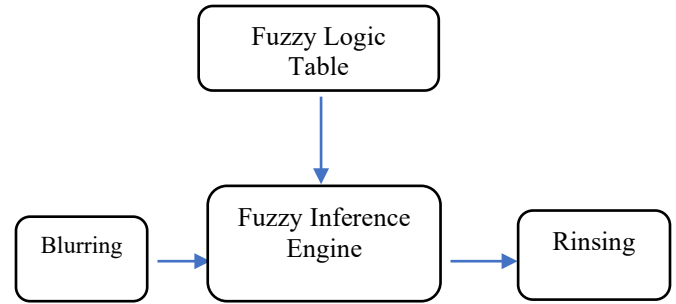 Fuzzy Logic
Table
Fuzzy Inference
Engine
Blurring
Rinsing